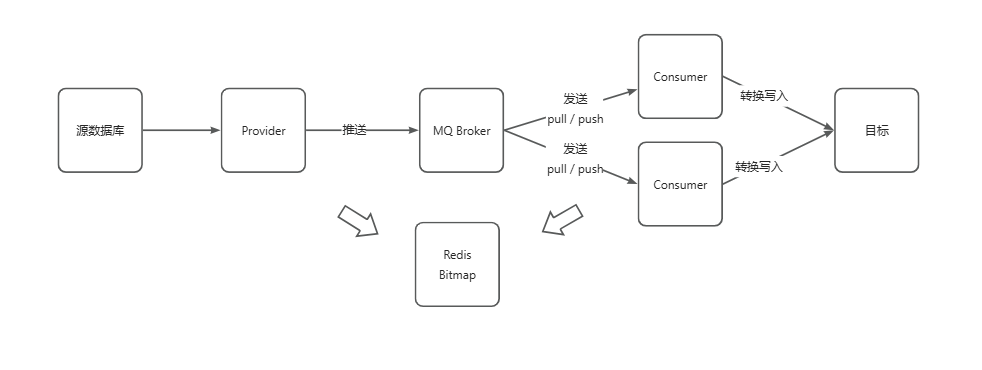 源数据库
Provider
推送
MQ Broker
发送
pull / push
发送
pull / push
Consumer
Consumer
转换写入
转换写入
目标
Redis
Bitmap